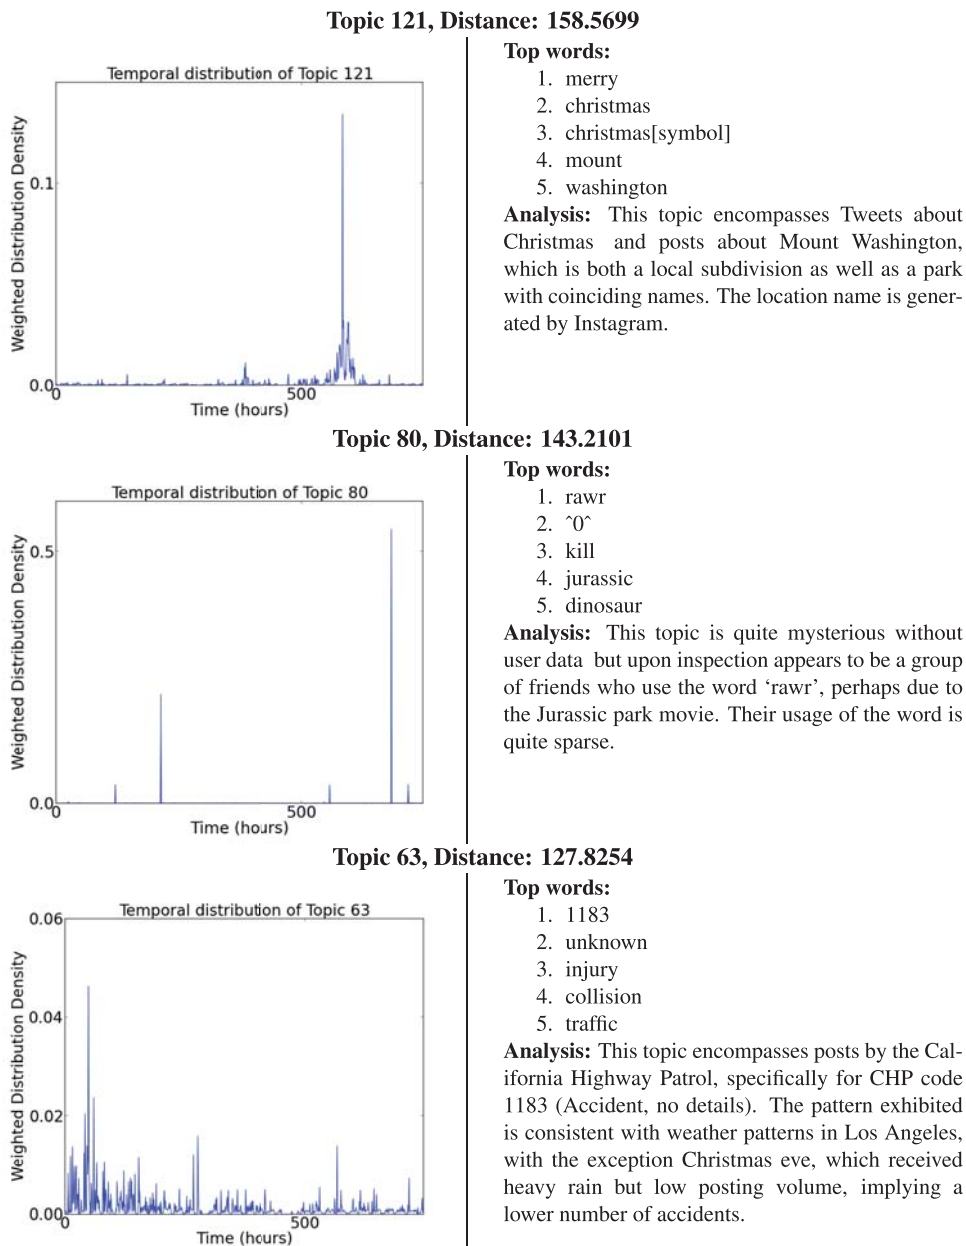 Topic 121, Distance: 158.5699
Temporal distribution of Topic 121
Weighted Distribution Density
0.1
0.0
0
500
Time (hours)
Top words:
1. merry
2. christmas
3. christmas[symbol]
4. mount
5. washington
Analysis: This topic encompasses Tweets about
Christmas and posts about Mount Washington,
which is both a local subdivision as well as a park
with coinciding names. The location name is gener-
ated by Instagram.
Topic 80, Distance: 143.2101
Temporal distribution of Topic 80
Weighted Distribution Density
0.5
0.0
0
500
Time (hours)
Top words:
1. rawr
2. ˆ0ˆ
3. kill
4. jurassic
5. dinosaur
Analysis: This topic is quite mysterious without
user data but upon inspection appears to be a group
of friends who use the word ‘rawr’, perhaps due to
the Jurassic park movie. Their usage of the word is
quite sparse.
Topic 63, Distance: 127.8254
Temporal distribution of Topic 63
Weighted Distribution Density
0.06
0.04
0.02
0.00
0
500
Time (hours)
Top words:
1. 1183
2. unknown
3. injury
4. collision
5. traffic
Analysis: This topic encompasses posts by the Cal-
ifornia Highway Patrol, specifically for CHP code
1183 (Accident, no details). The pattern exhibited
is consistent with weather patterns in Los Angeles,
with the exception Christmas eve, which received
heavy rain but low posting volume, implying a
lower number of accidents.